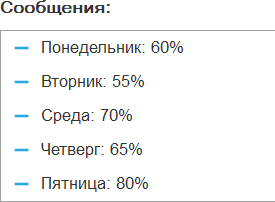 Сообщения:
Понедельник: 60%
Вторник: 55%
Среда: 70%
Четверг: 65%
Пятница: 80%